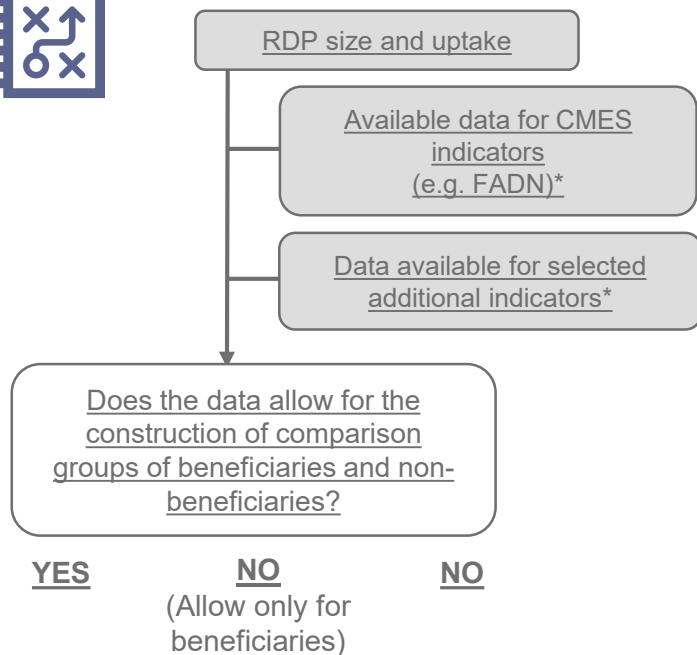 RDP size and uptake
Available data for CMES
indicators
(e.g. FADN)*
Data available for selected
additional indicators*
Does the data allow for the
construction of comparison
groups of beneficiaries and non-
beneficiaries?
YES
NO
(Allow only for
beneficiaries)
NO